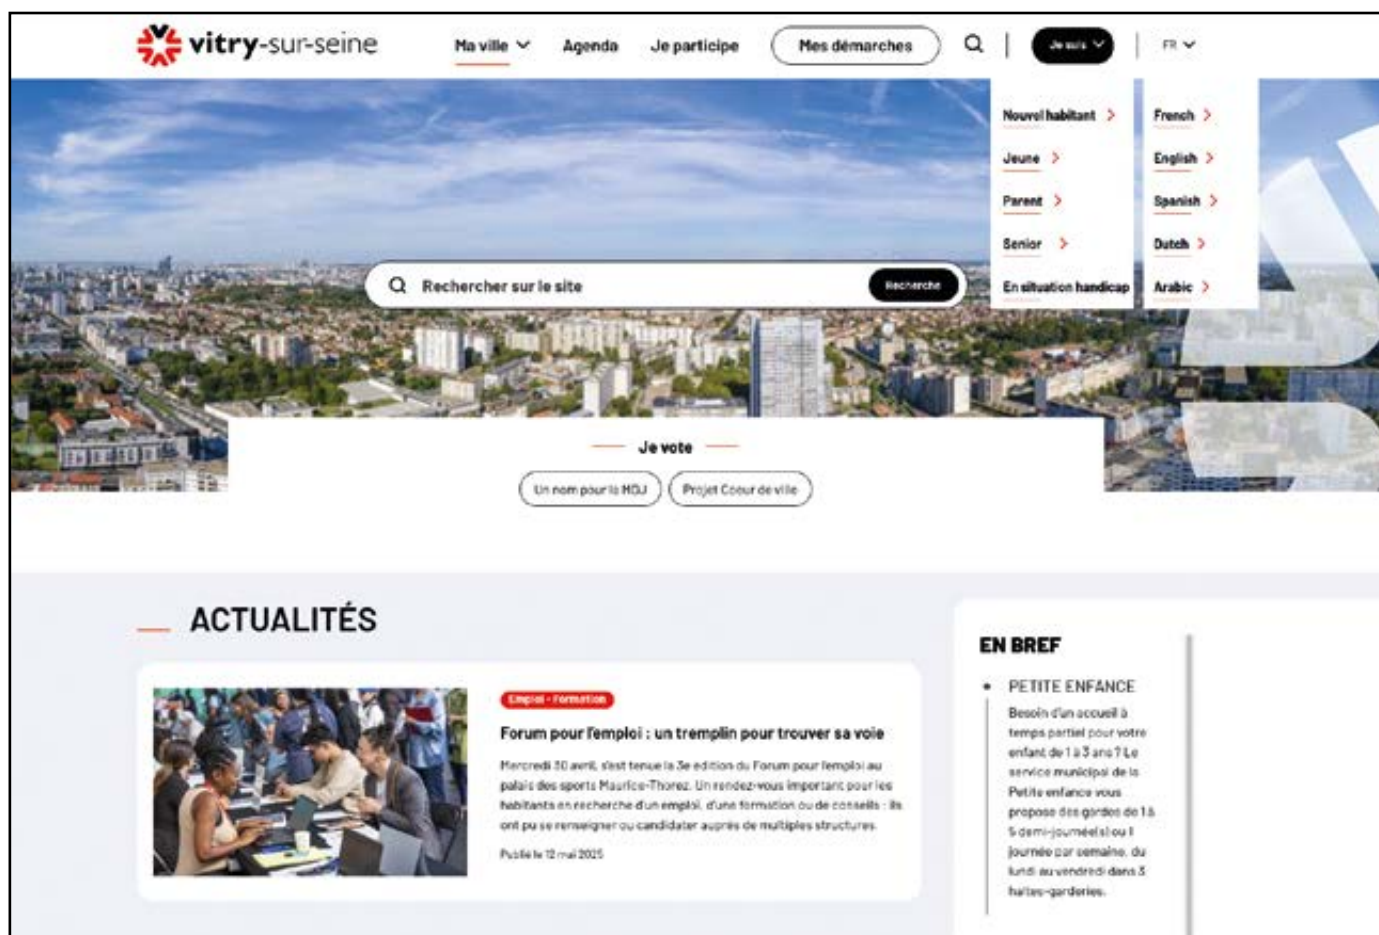 vitry-sur-seine
Ma ville
Agenda
Je participe
Mes démarches
Je suis
FR
Nouvel habitant
Jeune
Parent
Senior
En situation handicap
French
English
Spanish
Dutch
Arabic
Rechercher sur le site
Recherche
Je vote
Un nom pour la MDJ
Projet Coeur de ville
ACTUALITÉS
Emploi - Formation
Forum pour l'emploi : un tremplin pour trouver sa voie
Mercredi 30 avril, s'est tenue la 3e edition du Forum pour l'emploi au
palais des sports Maurice-Thorez. Un rendez-vous important pour les
habitants en recherche d'un emploi, d'une formation ou de conseils : ils
ont pu se renseigner ou candidater auprès de multiples structures.
Publié le 12 mai 2025
EN BREF
• PETITE ENFANCE
Besoin d'un accueil à
temps partiel pour votre
enfant de 1 à 3 ans ? Le
service municipal de la
Petite enfance vous
propose des gardes de 1 à
5 demi-journée(s) ou 1
journée par semaine, du
lundi au vendredi dans 3
haltes-garderies.